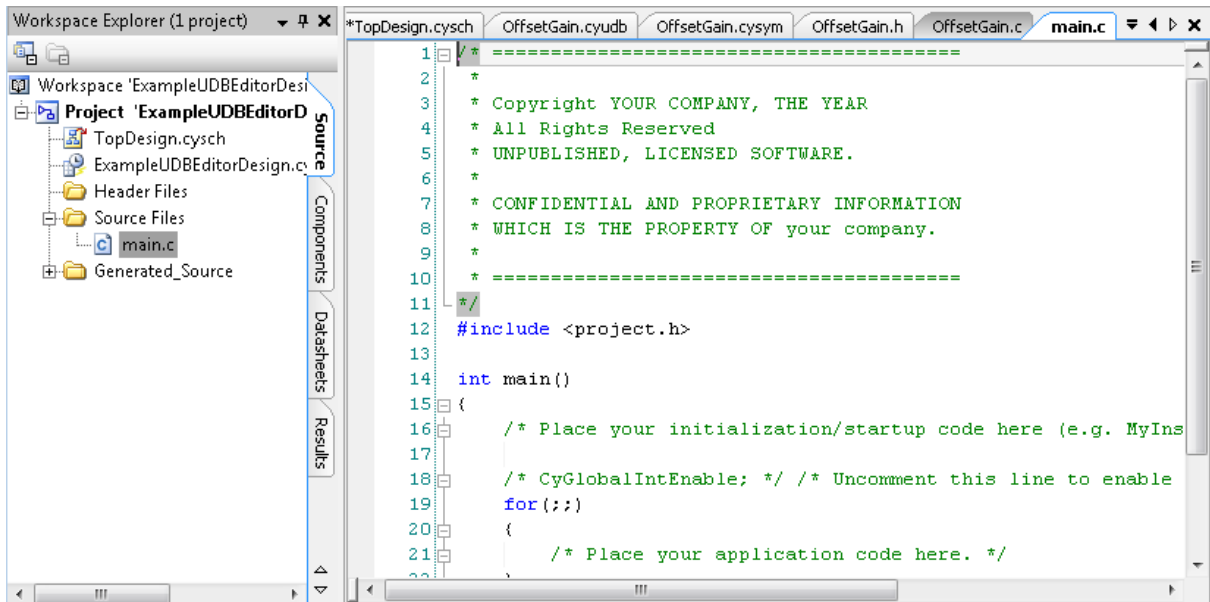 Workspace Explorer (1 project)
Workspace 'ExampleUDBEditorDesi
Project 'ExampleUDBEditorD
TopDesign.cysch
ExampleUDBEditorDesign.cy
Header Files
Source Files
main.c
Generated_Source
Source
Components
Datasheets
Results
*TopDesign.cysch OffsetGain.cyudb OffsetGain.cysym OffsetGain.h OffsetGain.c main.c
1 /* ========================================
2 *
3 * Copyright YOUR COMPANY, THE YEAR
4 * All Rights Reserved
5 * UNPUBLISHED, LICENSED SOFTWARE.
6 *
7 * CONFIDENTIAL AND PROPRIETARY INFORMATION
8 * WHICH IS THE PROPERTY OF your company.
9 *
10 * ========================================
11 */
12 #include <project.h>
13
14 int main()
15 {
16 /* Place your initialization/startup code here (e.g. MyIns
17
18 /* CyGlobalIntEnable; */ /* Uncomment this line to enable
19 for(;;)
20 {
21 /* Place your application code here. */